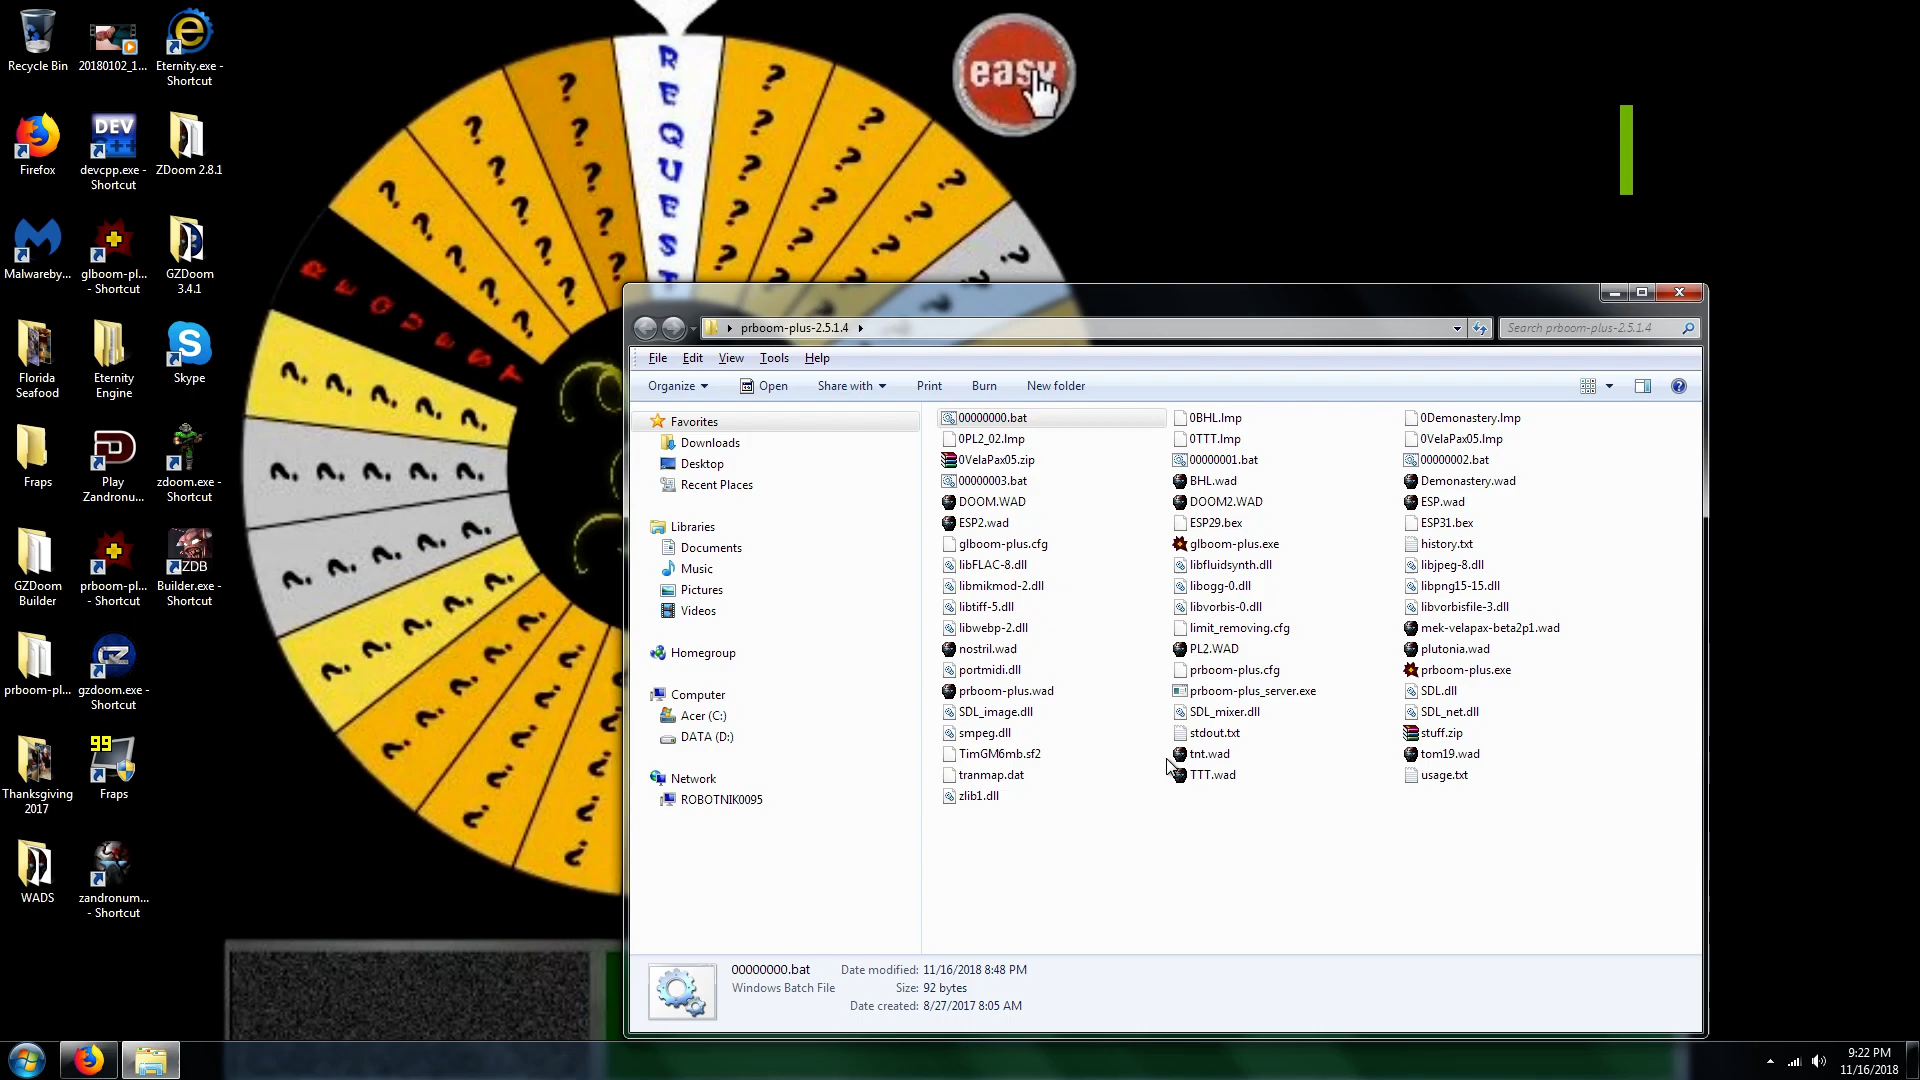 Recycle Bin
20180102_1...
Eternity.exe -
Shortcut
Firefox
DEV
C++
devcpp.exe -
Shortcut
ZDoom 2.8.1
Malwareby...
glboom-pl...
- Shortcut
GZDoom
3.4.1
Florida
Seafood
Eternity
Engine
Skype
Fraps
Play
Zandronu...
zdoom.exe -
Shortcut
GZDoom
Builder
prboom-pl...
- Shortcut
ZDB
Builder.exe -
Shortcut
prboom-pl...
gzdoom.exe -
Shortcut
Thanksgiving
2017
99
Fraps
WADS
zandronum...
- Shortcut
REQUEST
REQUEST
easy
? ? ? ? ?
prboom-plus-2.5.1.4
Search prboom-plus-2.5.1.4
File Edit View Tools Help
Organize Open Share with Print Burn New folder
Favorites
Downloads
Desktop
Recent Places
Libraries
Documents
Music
Pictures
Videos
Homegroup
Computer
Acer (C:)
DATA (D:)
Network
ROBOTNIK0095
00000000.bat 0BHL.lmp 0Demonastery.lmp
0PL2_02.lmp 0TTT.lmp 0VelaPax05.lmp
0VelaPax05.zip 00000001.bat 00000002.bat
00000003.bat BHL.wad Demonastery.wad
DOOM.WAD DOOM2.WAD ESP.wad
ESP2.wad ESP29.bex ESP31.bex
glboom-plus.cfg glboom-plus.exe history.txt
libFLAC-8.dll libfluidsynth.dll libjpeg-8.dll
libmikmod-2.dll libogg-0.dll libpng15-15.dll
libtiff-5.dll libvorbis-0.dll libvorbisfile-3.dll
libwebp-2.dll limit_removing.cfg mek-velapax-beta2p1.wad
nostril.wad PL2.WAD plutonia.wad
portmidi.dll prboom-plus.cfg prboom-plus.exe
prboom-plus.wad prboom-plus_server.exe SDL.dll
SDL_image.dll SDL_mixer.dll SDL_net.dll
smpeg.dll stdout.txt stuff.zip
TimGM6mb.sf2 tnt.wad tom19.wad
tranmap.dat TTT.wad usage.txt
zlib1.dll
00000000.bat Date modified: 11/16/2018 8:48 PM
Windows Batch File Size: 92 bytes
Date created: 8/27/2017 8:05 AM
9:22 PM
11/16/2018